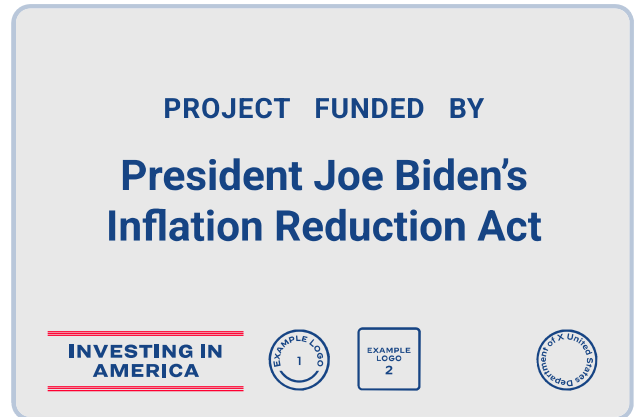 PROJECT FUNDED BY
President Joe Biden's
Inflation Reduction Act
INVESTING IN
AMERICA
EXAMPLE LOGO
1
EXAMPLE
LOGO
2
Department of X United States